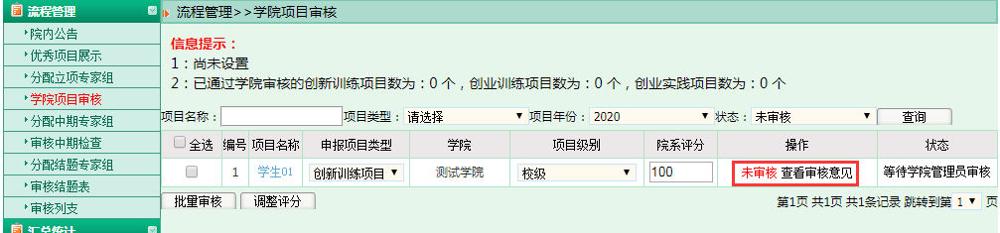 流程管理
院内公告
优秀项目展示
分配立项专家组
学院项目审核
分配中期专家组
审核中期检查
分配结题专家组
审核结题表
审核列支
汇总统计
流程管理>>学院项目审核
信息提示：
1：尚未设置
2：已通过学院审核的创新训练项目数为：0 个，创业训练项目数为：0 个，创业实践项目数为：0 个
项目名称： 项目类型： 请选择 项目年份： 2020 状态： 未审核 查询
全选 编号 项目名称 申报项目类型 学院 项目级别 院系评分 操作 状态
1 学生01 创新训练项目 测试学院 校级 100 未审核 查看审核意见 等待学院管理员审核
批量审核 调整评分 第1页 共1页 共1条记录 跳转到第 1 页